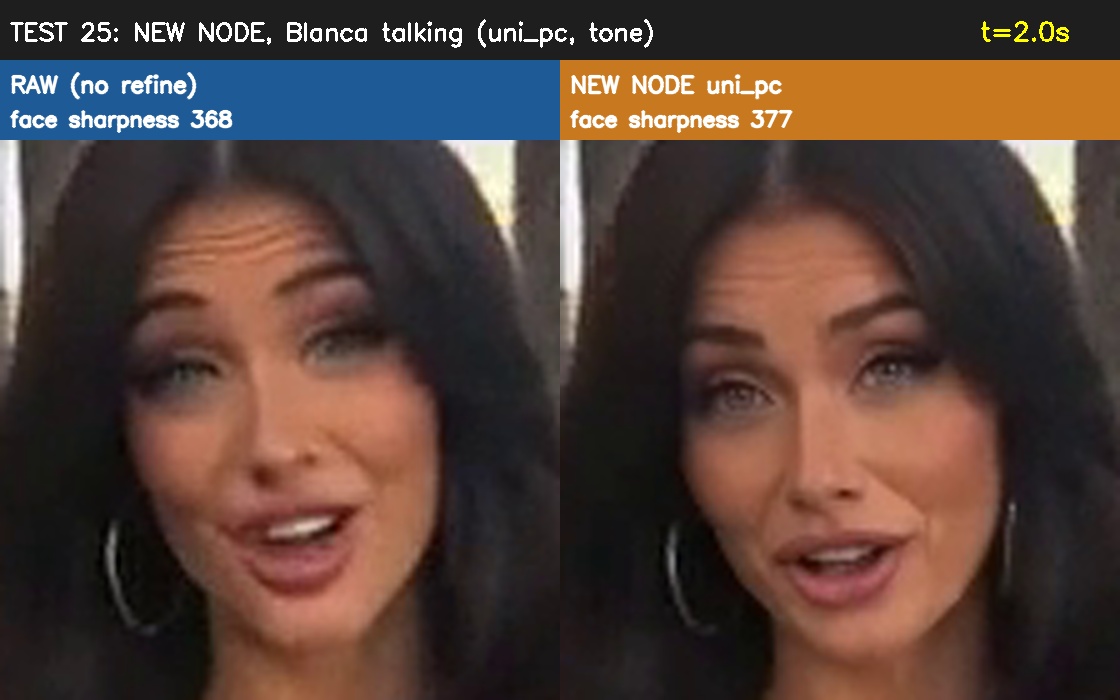 TEST 25: NEW NODE, Blanca talking (uni_pc, tone)
t=2.0s
RAW (no refine)
face sharpness 368
NEW NODE uni_pc
face sharpness 377